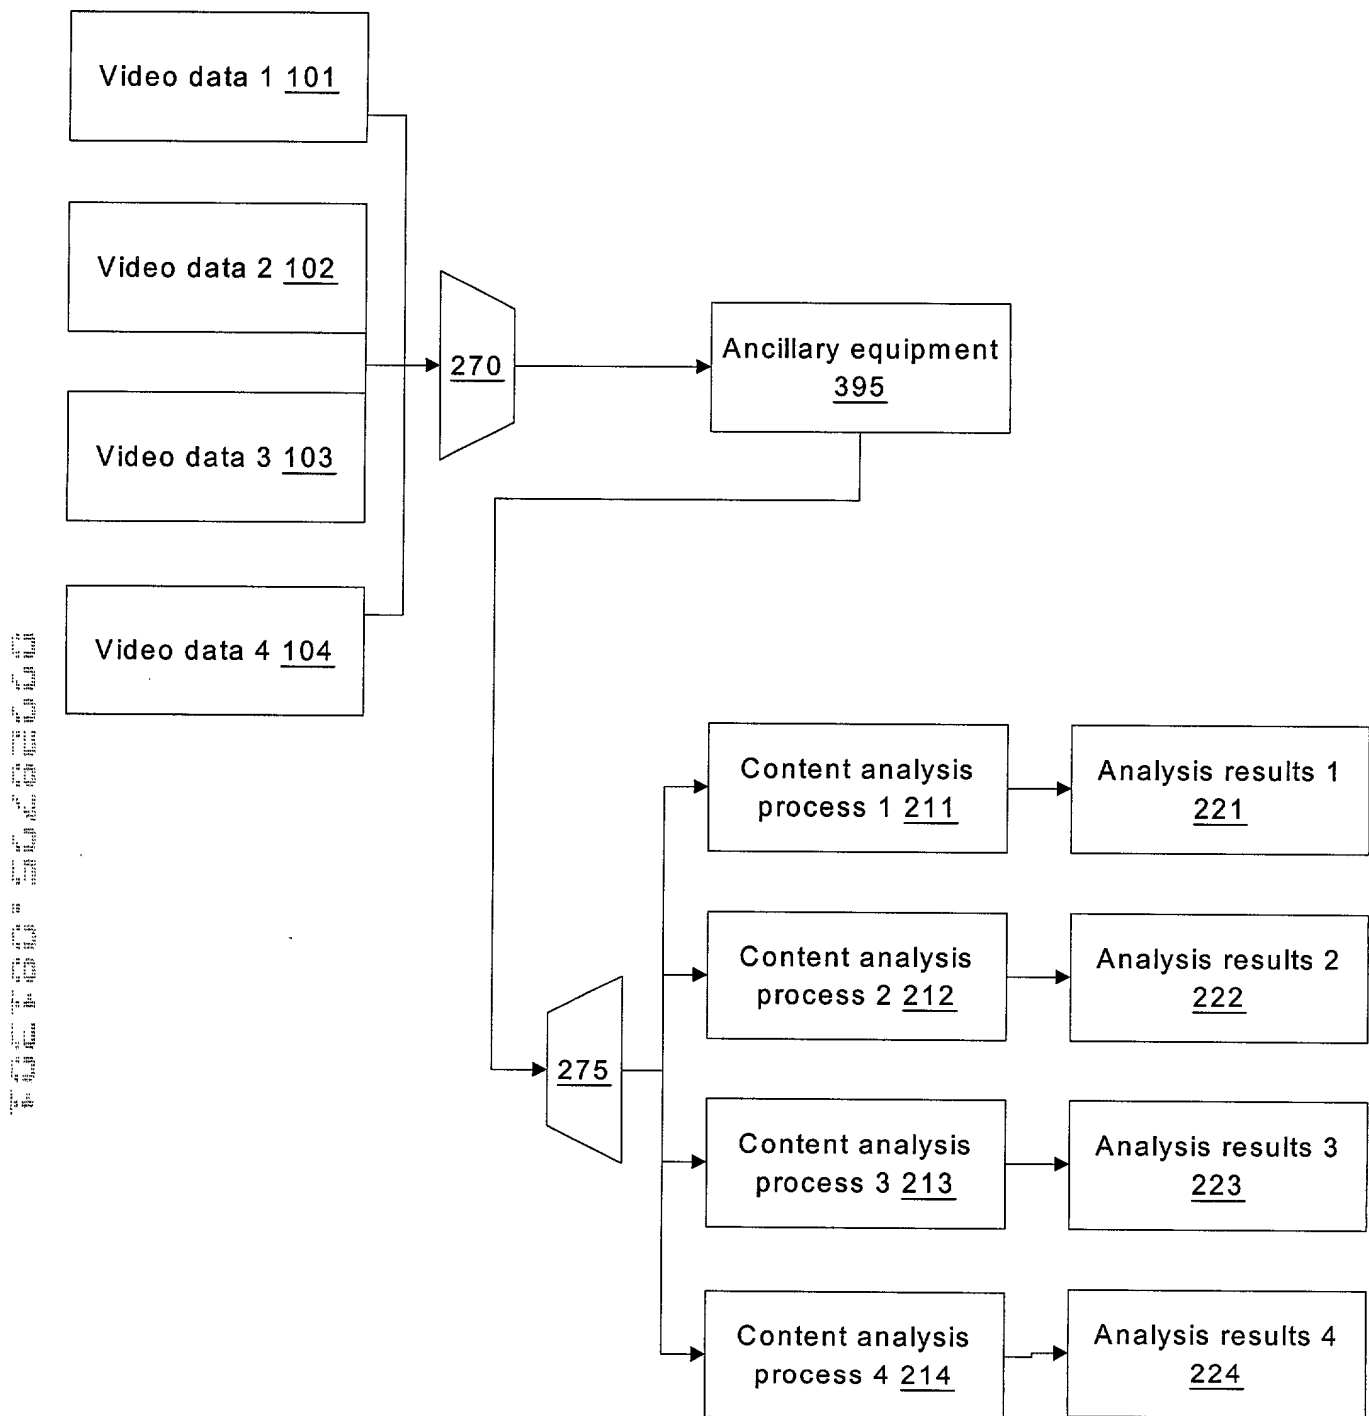 Video data 1 101
Video data 2 102
Video data 3 103
Video data 4 104
270
Ancillary equipment
395
275
Content analysis
process 1 211
Analysis results 1
221
Content analysis
process 2 212
Analysis results 2
222
Content analysis
process 3 213
Analysis results 3
223
Content analysis
process 4 214
Analysis results 4
224